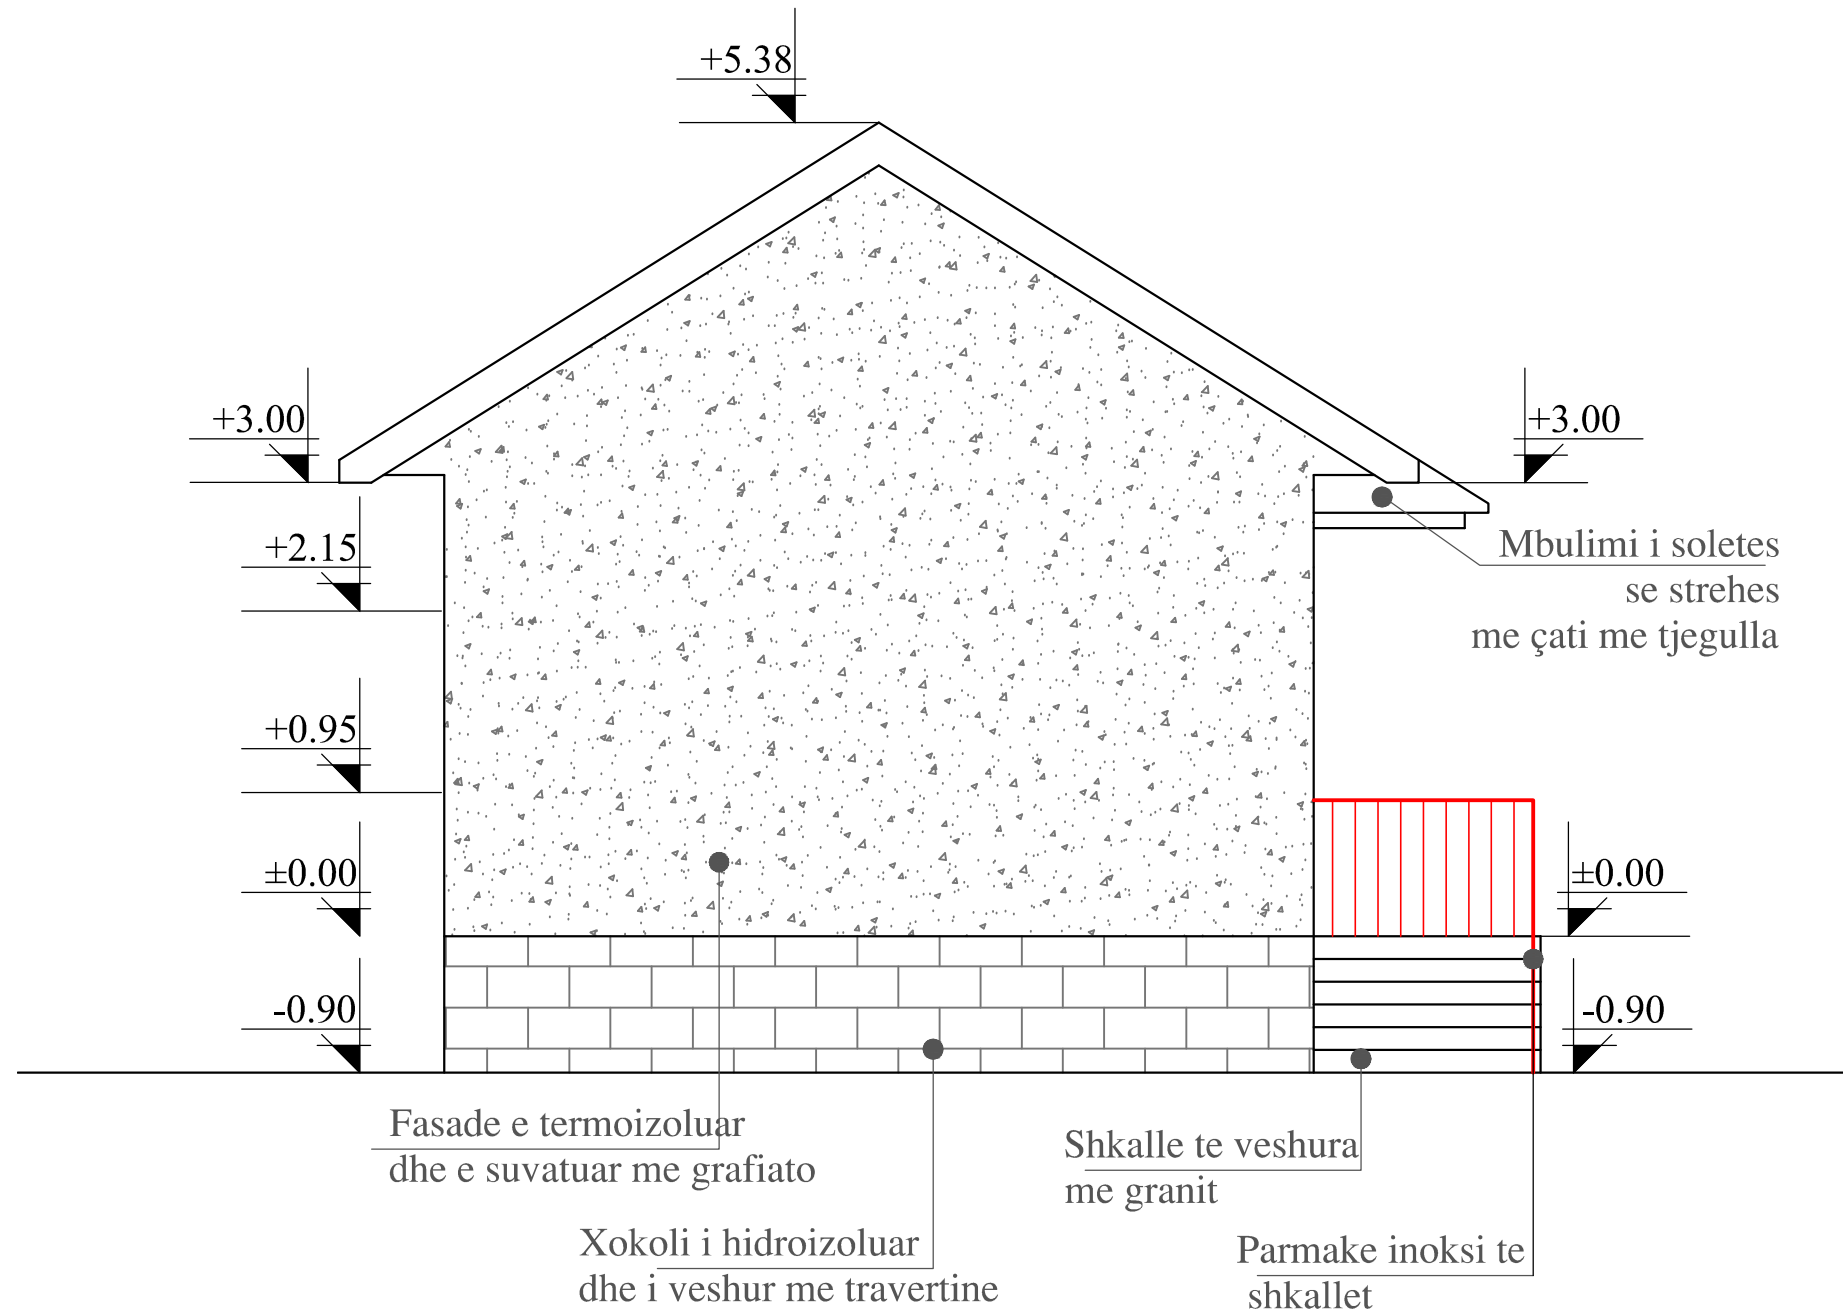 +5.38
+3.00
+3.00
+2.15
Mbulimi i soletes
se strehes
me çati me tjegulla
+0.95
±0.00
±0.00
-0.90
-0.90
Fasade e termoizoluar
dhe e suvatuar me grafiato
Shkalle te veshura
me granit
Xokoli i hidroizoluar
dhe i veshur me travertine
Parmake inoksi te
shkallet